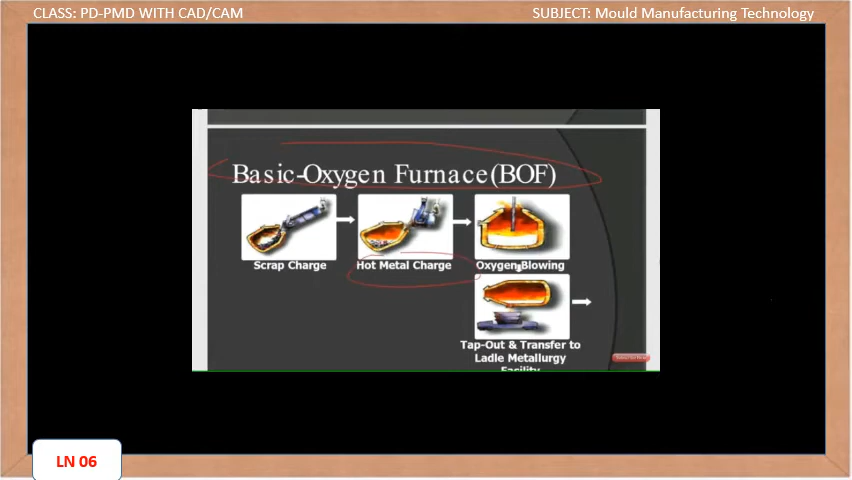 CLASS: PD-PMD WITH CAD/CAM
SUBJECT: Mould Manufacturing Technology
Basic-Oxygen Furnace(BOF)
Scrap Charge
Hot Metal Charge
Oxygen Blowing
Tap-Out & Transfer to
Ladle Metallurgy
Facility
LN 06